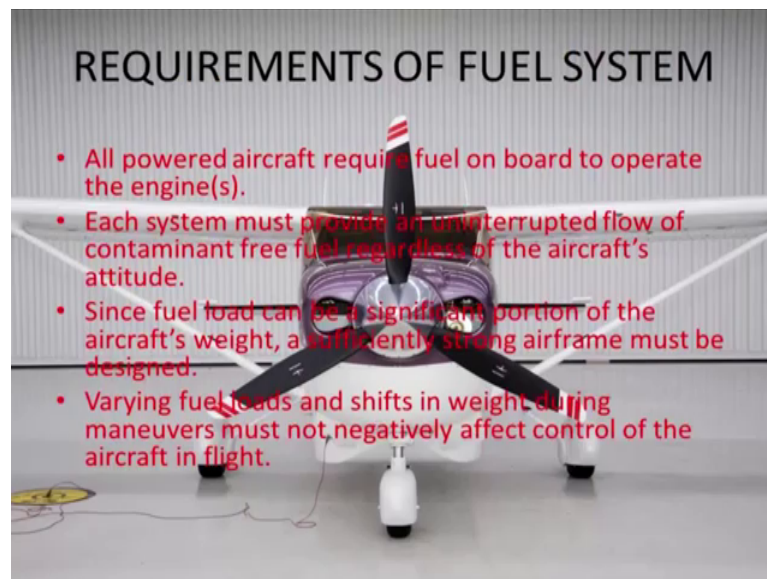 REQUIREMENTS OF FUEL SYSTEM
• All powered aircraft require fuel on board to operate
the engine(s).
• Each system must provide an uninterrupted flow of
contaminant free fuel regardless of the aircraft's
attitude.
• Since fuel load can be a significant portion of the
aircraft's weight, a sufficiently strong airframe must be
designed.
• Varying fuel loads and shifts in weight during
maneuvers must not negatively affect control of the
aircraft in flight.